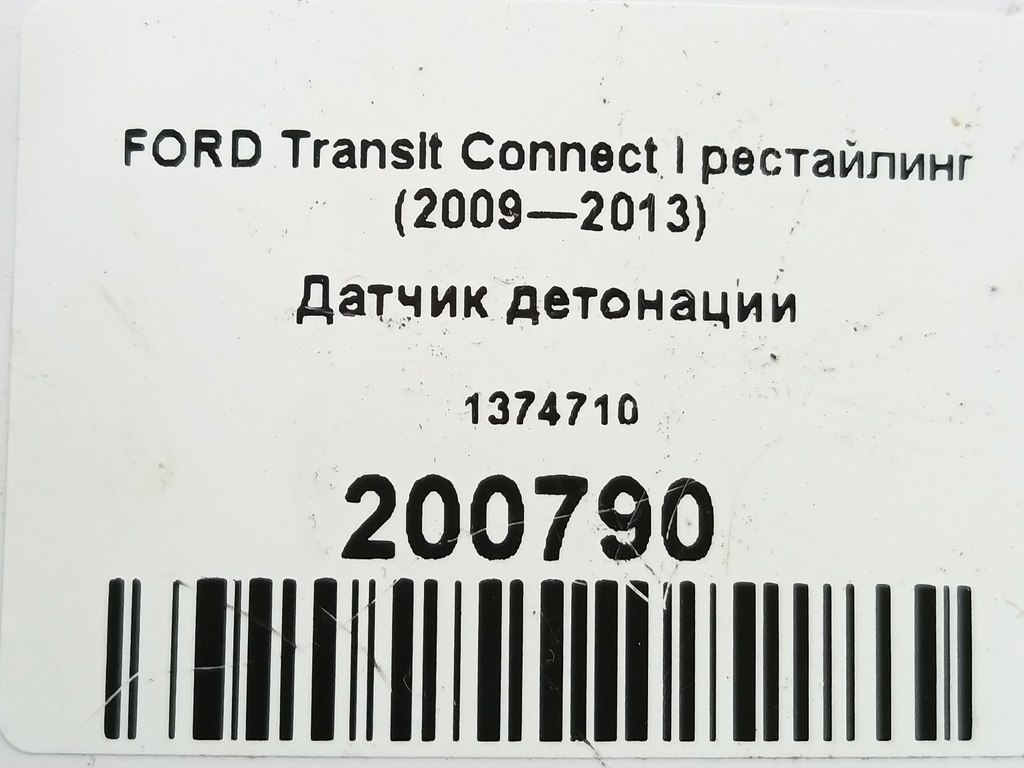 FORD Transit Connect I рестайлинг
(2009—2013)
Датчик детонации
1374710
200790